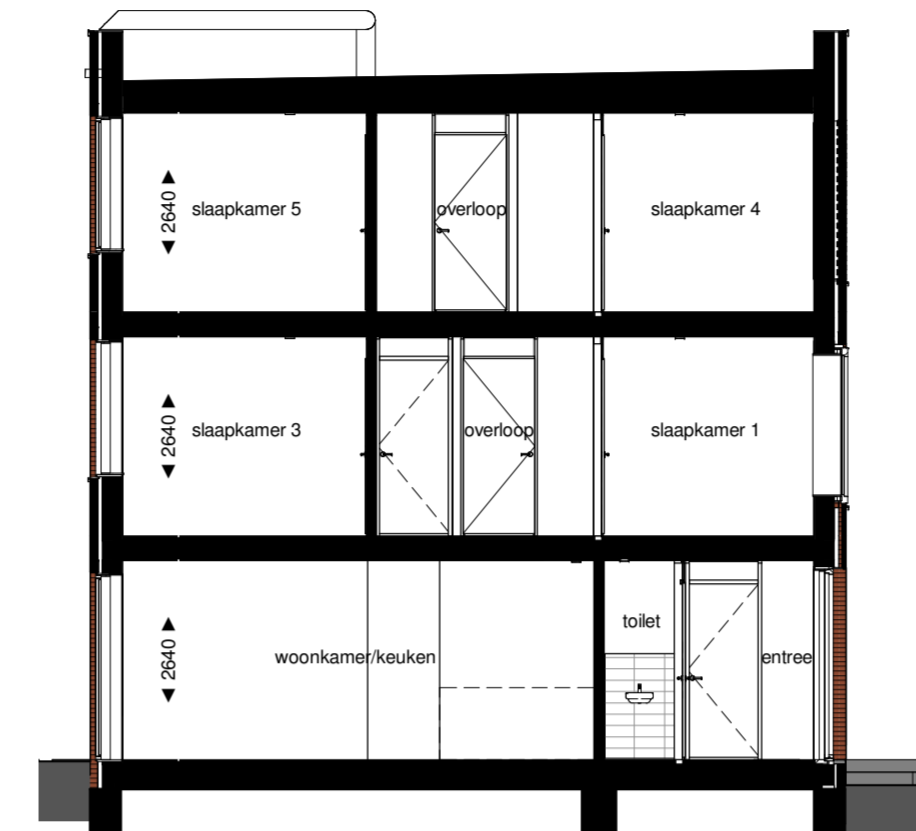 2640
slaapkamer 5
overloop
slaapkamer 4
2640
slaapkamer 3
overloop
slaapkamer 1
2640
woonkamer/keuken
toilet
entree